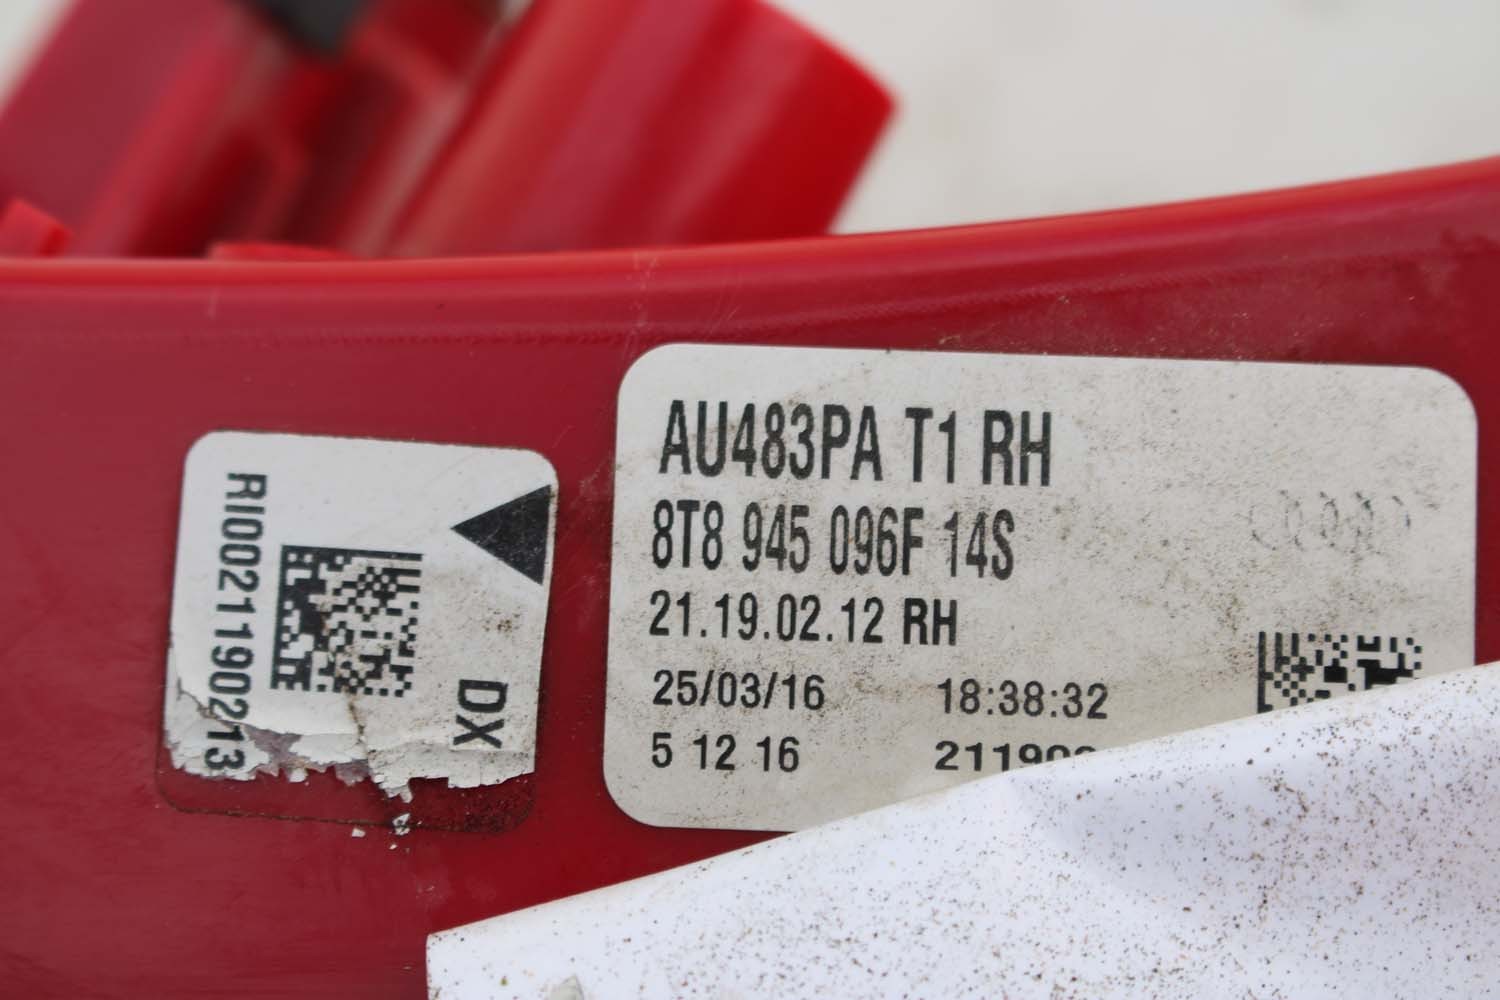 RI0021190213
DX
AU483PA T1 RH
8T8 945 096F 14S
21.19.02.12 RH
25/03/16 18:38:32
5 12 16